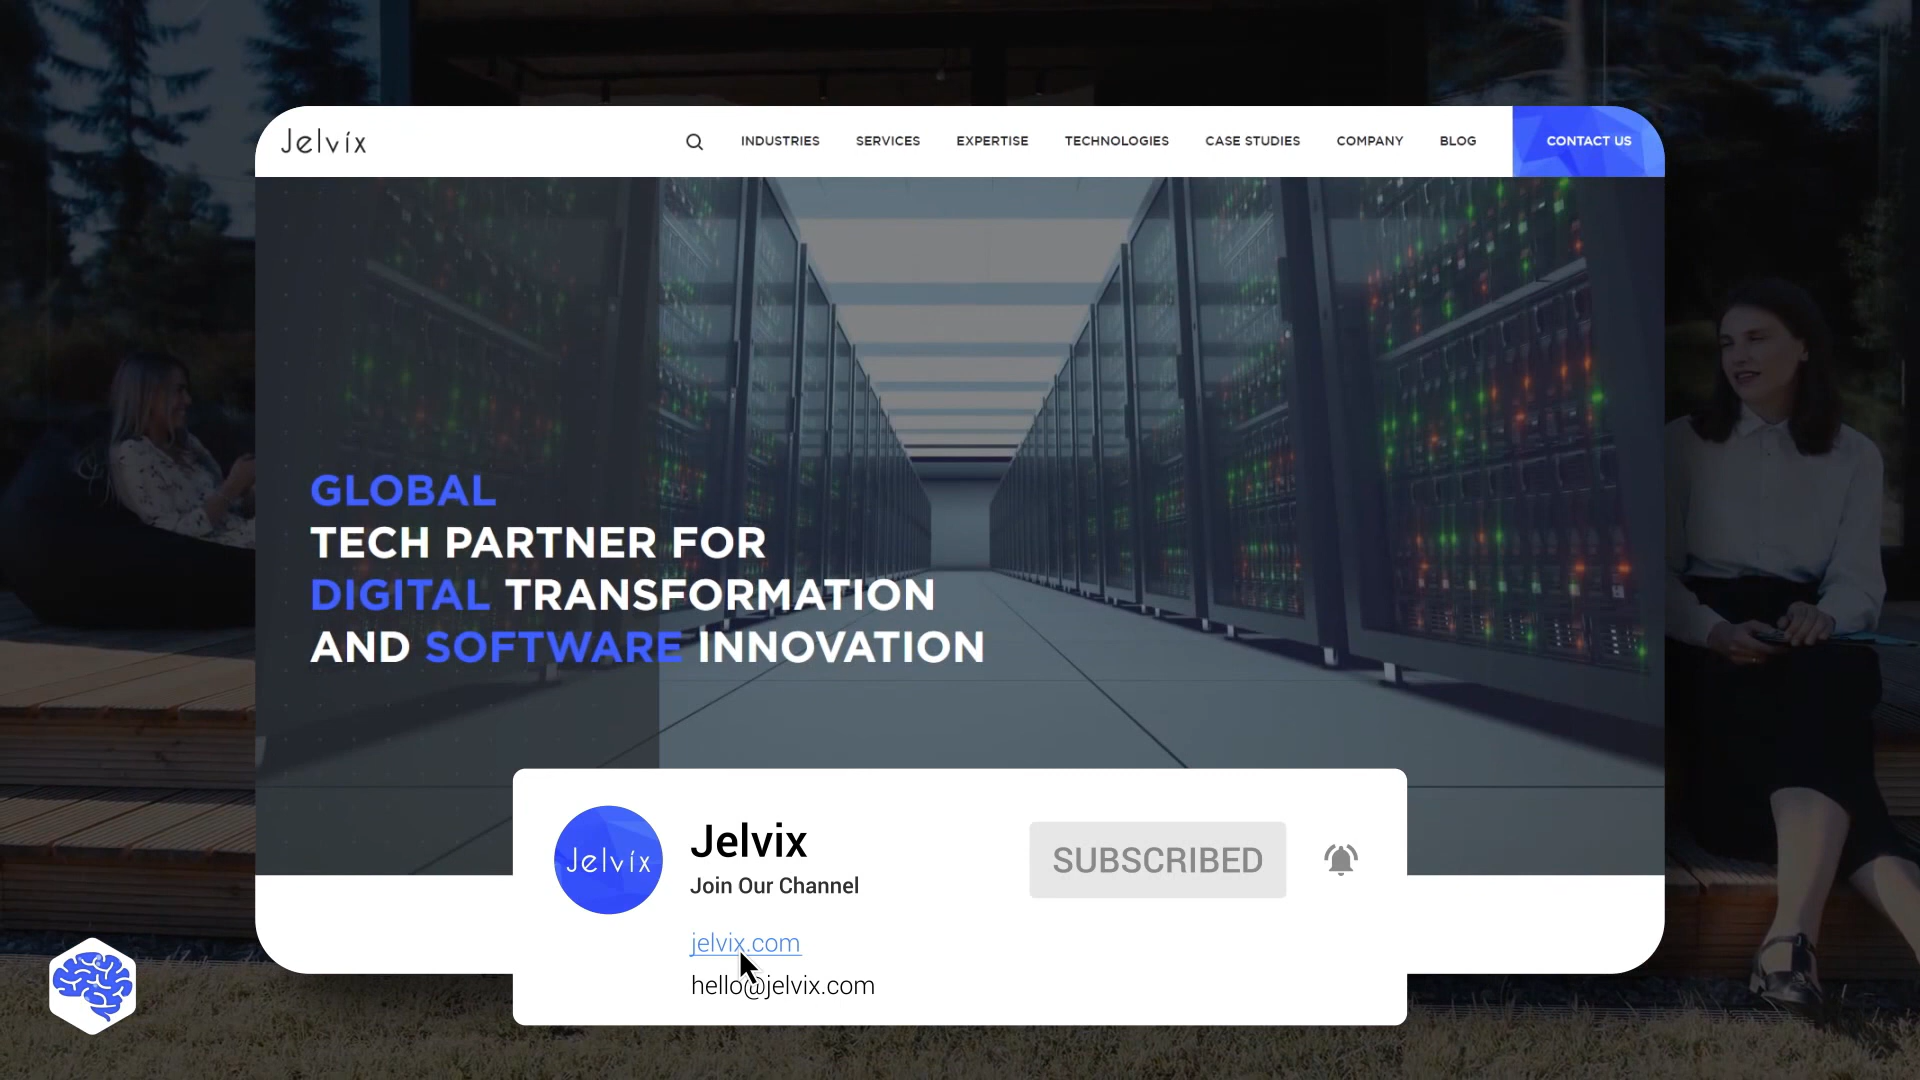 Jelvix
INDUSTRIES SERVICES EXPERTISE TECHNOLOGIES CASE STUDIES COMPANY BLOG CONTACT US
GLOBAL
TECH PARTNER FOR
DIGITAL TRANSFORMATION
AND SOFTWARE INNOVATION
Jelvix
Jelvix
Join Our Channel
SUBSCRIBED
jelvix.com
hello@jelvix.com